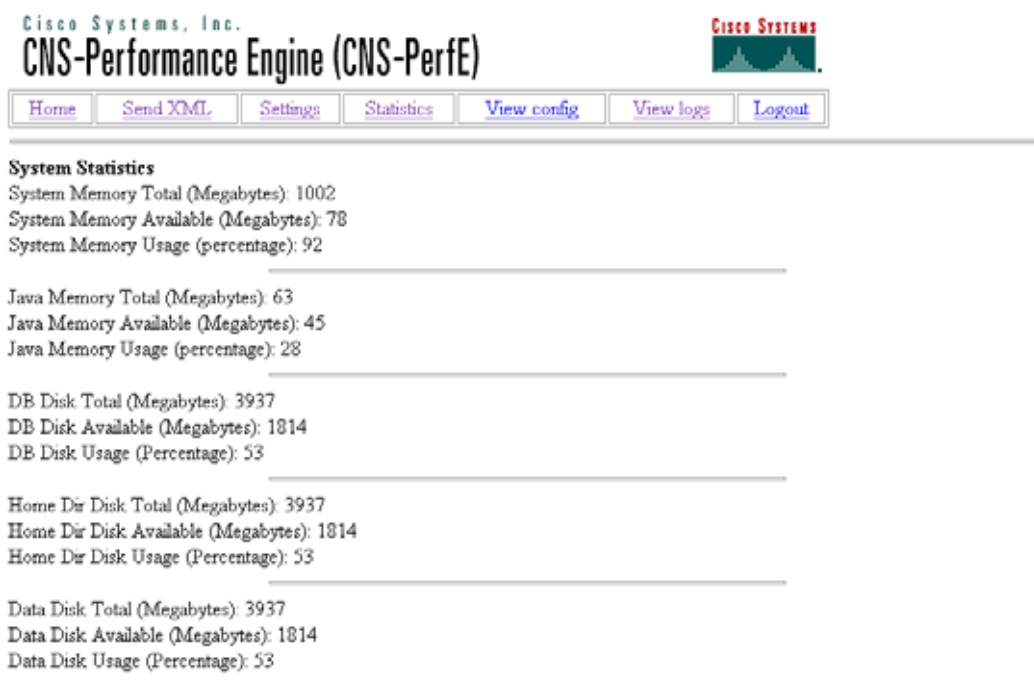 Cisco Systems, Inc.
CNS-Performance Engine (CNS-PerfE)
CISCO SYSTEMS
Home Send XML Settings Statistics View config View logs Logout
System Statistics
System Memory Total (Megabytes): 1002
System Memory Available (Megabytes): 78
System Memory Usage (percentage): 92
Java Memory Total (Megabytes): 63
Java Memory Available (Megabytes): 45
Java Memory Usage (percentage): 28
DB Disk Total (Megabytes): 3937
DB Disk Available (Megabytes): 1814
DB Disk Usage (Percentage): 53
Home Dir Disk Total (Megabytes): 3937
Home Dir Disk Available (Megabytes): 1814
Home Dir Disk Usage (Percentage): 53
Data Disk Total (Megabytes): 3937
Data Disk Available (Megabytes): 1814
Data Disk Usage (Percentage): 53